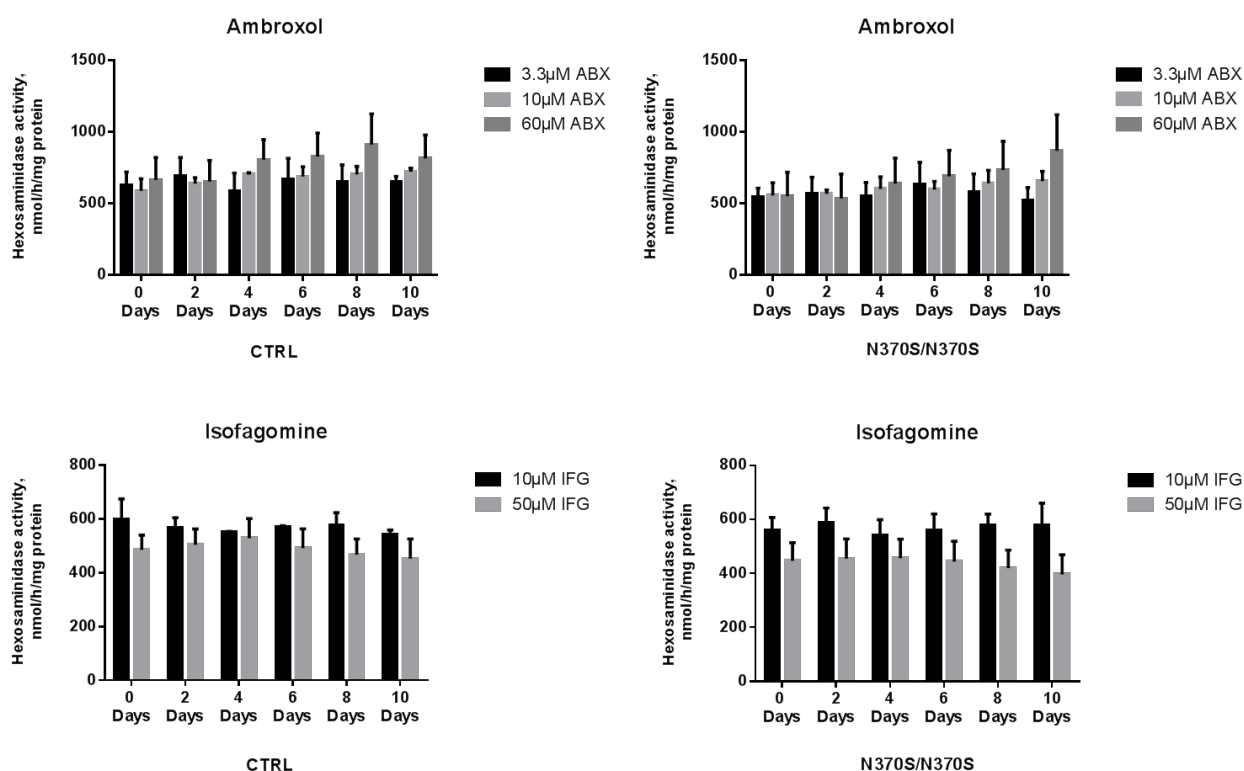 Ambroxol
Hexosaminidase activity,
nmol/h/mg protein
1500
1000
500
0
0
Days
2
Days
4
Days
6
Days
8
Days
10
Days
CTRL
3.3µM ABX
10µM ABX
60µM ABX
Ambroxol
Hexosaminidase activity,
nmol/h/mg protein
1500
1000
500
0
0
Days
2
Days
4
Days
6
Days
8
Days
10
Days
N370S/N370S
3.3µM ABX
10µM ABX
60µM ABX
Isofagomine
Hexosaminidase activity,
nmol/h/mg protein
800
600
400
200
0
0
Days
2
Days
4
Days
6
Days
8
Days
10
Days
CTRL
10µM IFG
50µM IFG
Isofagomine
Hexosaminidase activity,
nmol/h/mg protein
800
600
400
200
0
0
Days
2
Days
4
Days
6
Days
8
Days
10
Days
N370S/N370S
10µM IFG
50µM IFG